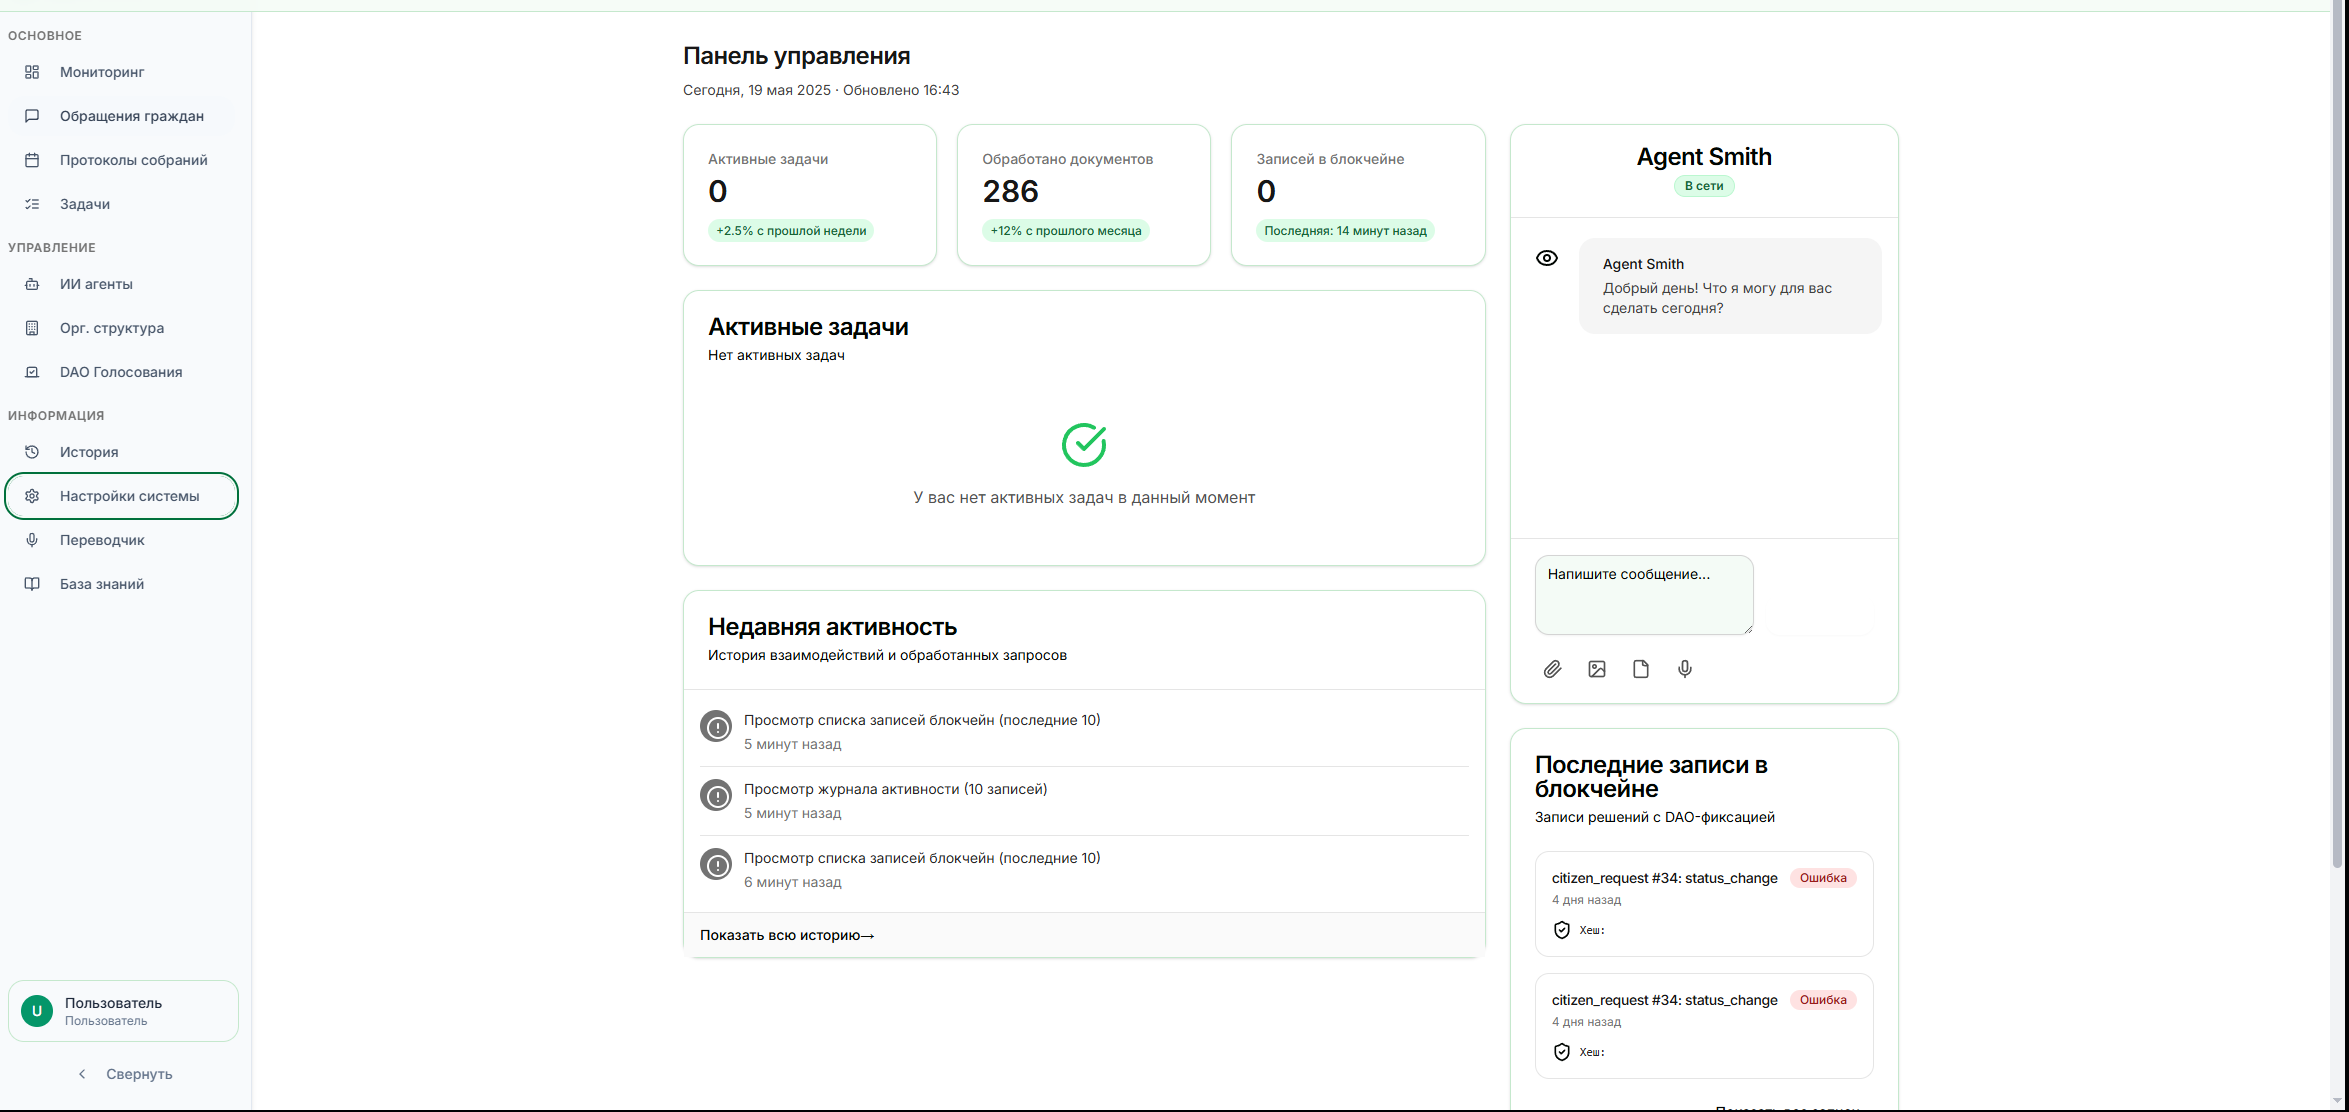 ОСНОВНОЕ
Мониторинг
Обращения граждан
Протоколы собраний
Задачи
УПРАВЛЕНИЕ
ИИ агенты
Орг. структура
DAO Голосования
ИНФОРМАЦИЯ
История
Настройки системы
Переводчик
База знаний
U
Пользователь
Пользователь
Свернуть
Панель управления
Сегодня, 19 мая 2025 · Обновлено 16:43
Активные задачи
0
+2.5% с прошлой недели
Обработано документов
286
+12% с прошлого месяца
Записей в блокчейне
0
Последняя: 14 минут назад
Активные задачи
Нет активных задач
У вас нет активных задач в данный момент
Недавняя активность
История взаимодействий и обработанных запросов
Просмотр списка записей блокчейн (последние 10)
5 минут назад
Просмотр журнала активности (10 записей)
5 минут назад
Просмотр списка записей блокчейн (последние 10)
6 минут назад
Показать всю историю→
Agent Smith
В сети
Agent Smith
Добрый день! Что я могу для вас
сделать сегодня?
Напишите сообщение...
Последние записи в
блокчейне
Записи решений с DAO-фиксацией
citizen_request #34: status_change
Ошибка
4 дня назад
Хеш:
citizen_request #34: status_change
Ошибка
4 дня назад
Хеш: